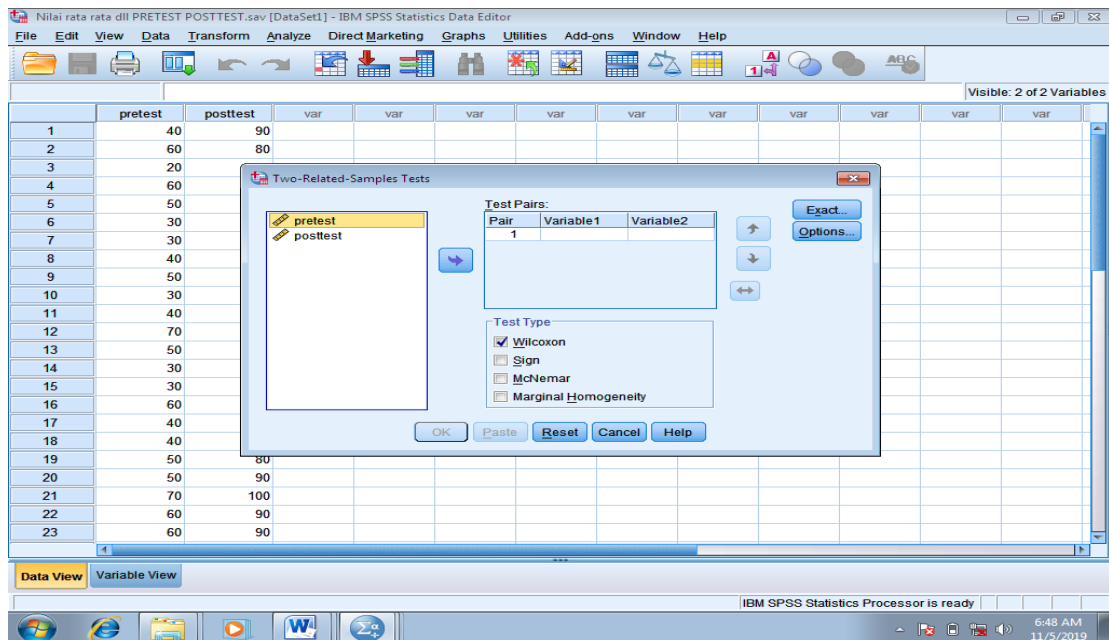 Nilai rata rata dll PRETEST POSTTEST.sav [DataSet1] - IBM SPSS Statistics Data Editor
File Edit View Data Transform Analyze Direct Marketing Graphs Utilities Add-ons Window Help
Visible: 2 of 2 Variables
pretest posttest var var var var var var var var var
1 40 90
2 60 80
3 20
4 60
5 50
6 30
7 30
8 40
9 50
10 30
11 40
12 70
13 50
14 30
15 30
16 60
17 40
18 40
19 50 80
20 50 90
21 70 100
22 60 90
23 60 90
Two-Related-Samples Tests
pretest
posttest
Test Pairs:
Pair Variable1 Variable2
1
Exact...
Options...
Test Type
Wilcoxon
Sign
McNemar
Marginal Homogeneity
OK Paste Reset Cancel Help
Data View Variable View
IBM SPSS Statistics Processor is ready
6:48 AM
11/5/2019